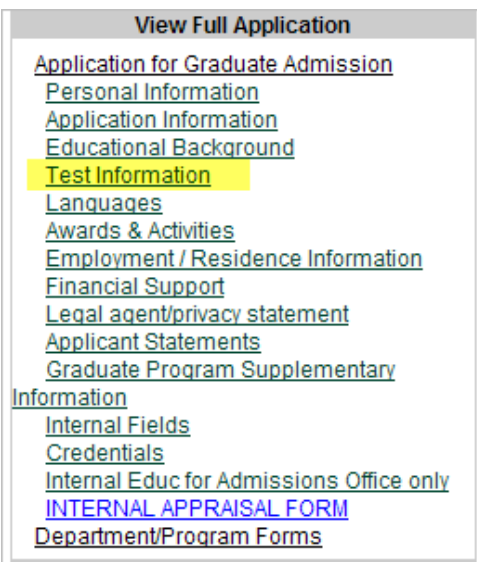 View Full Application
Application for Graduate Admission
Personal Information
Application Information
Educational Background
Test Information
Languages
Awards & Activities
Employment / Residence Information
Financial Support
Legal agent/privacy statement
Applicant Statements
Graduate Program Supplementary
Information
Internal Fields
Credentials
Internal Educ for Admissions Office only
INTERNAL APPRAISAL FORM
Department/Program Forms